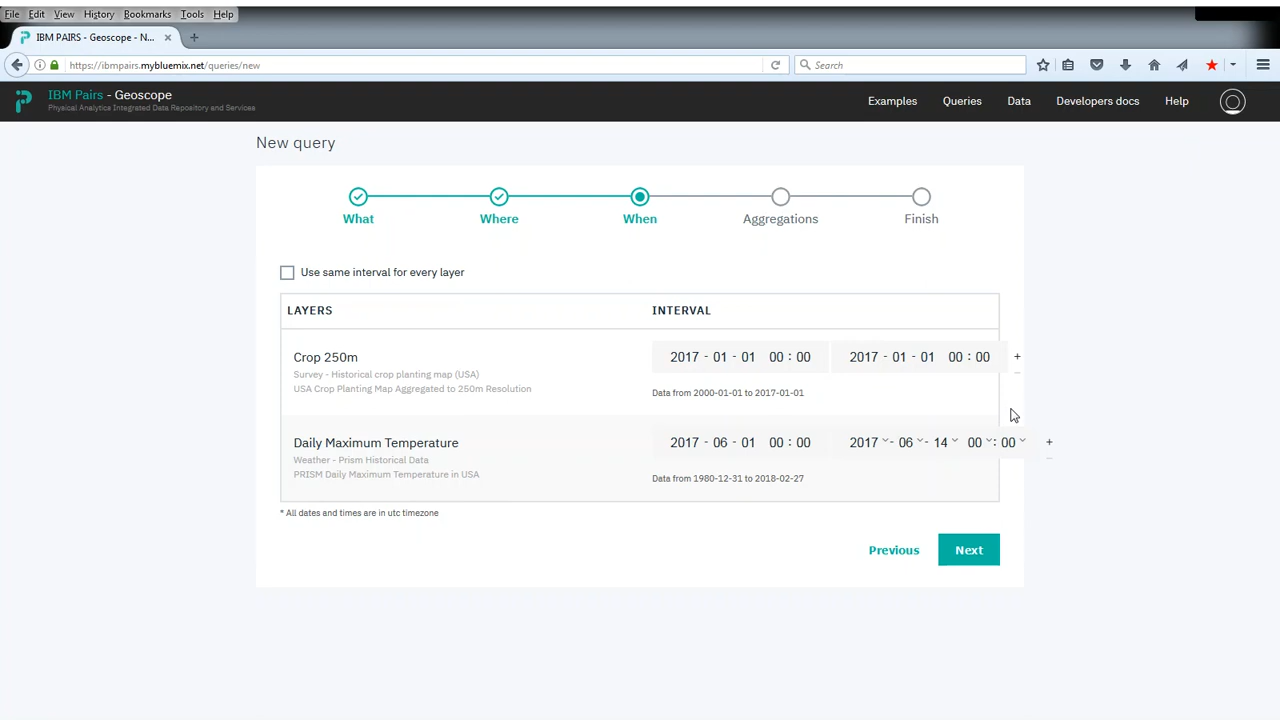 File Edit View History Bookmarks Tools Help
IBM PAIRS - Geoscope - N...
https://ibmpairs.mybluemix.net/queries/new
Search
IBM Pairs - Geoscope
Physical Analytics Integrated Data Repository and Services
Examples Queries Data Developers docs Help
New query
What Where When Aggregations Finish
Use same interval for every layer
LAYERS INTERVAL
Crop 250m 2017 - 01 - 01 00 : 00 2017 - 01 - 01 00 : 00 +
Survey - Historical crop planting map (USA)
USA Crop Planting Map Aggregated to 250m Resolution
Data from 2000-01-01 to 2017-01-01
Daily Maximum Temperature 2017 - 06 - 01 00 : 00 2017 - 06 - 14 00 : 00 +
Weather - Prism Historical Data
PRISM Daily Maximum Temperature in USA
Data from 1980-12-31 to 2018-02-27
* All dates and times are in utc timezone
Previous Next